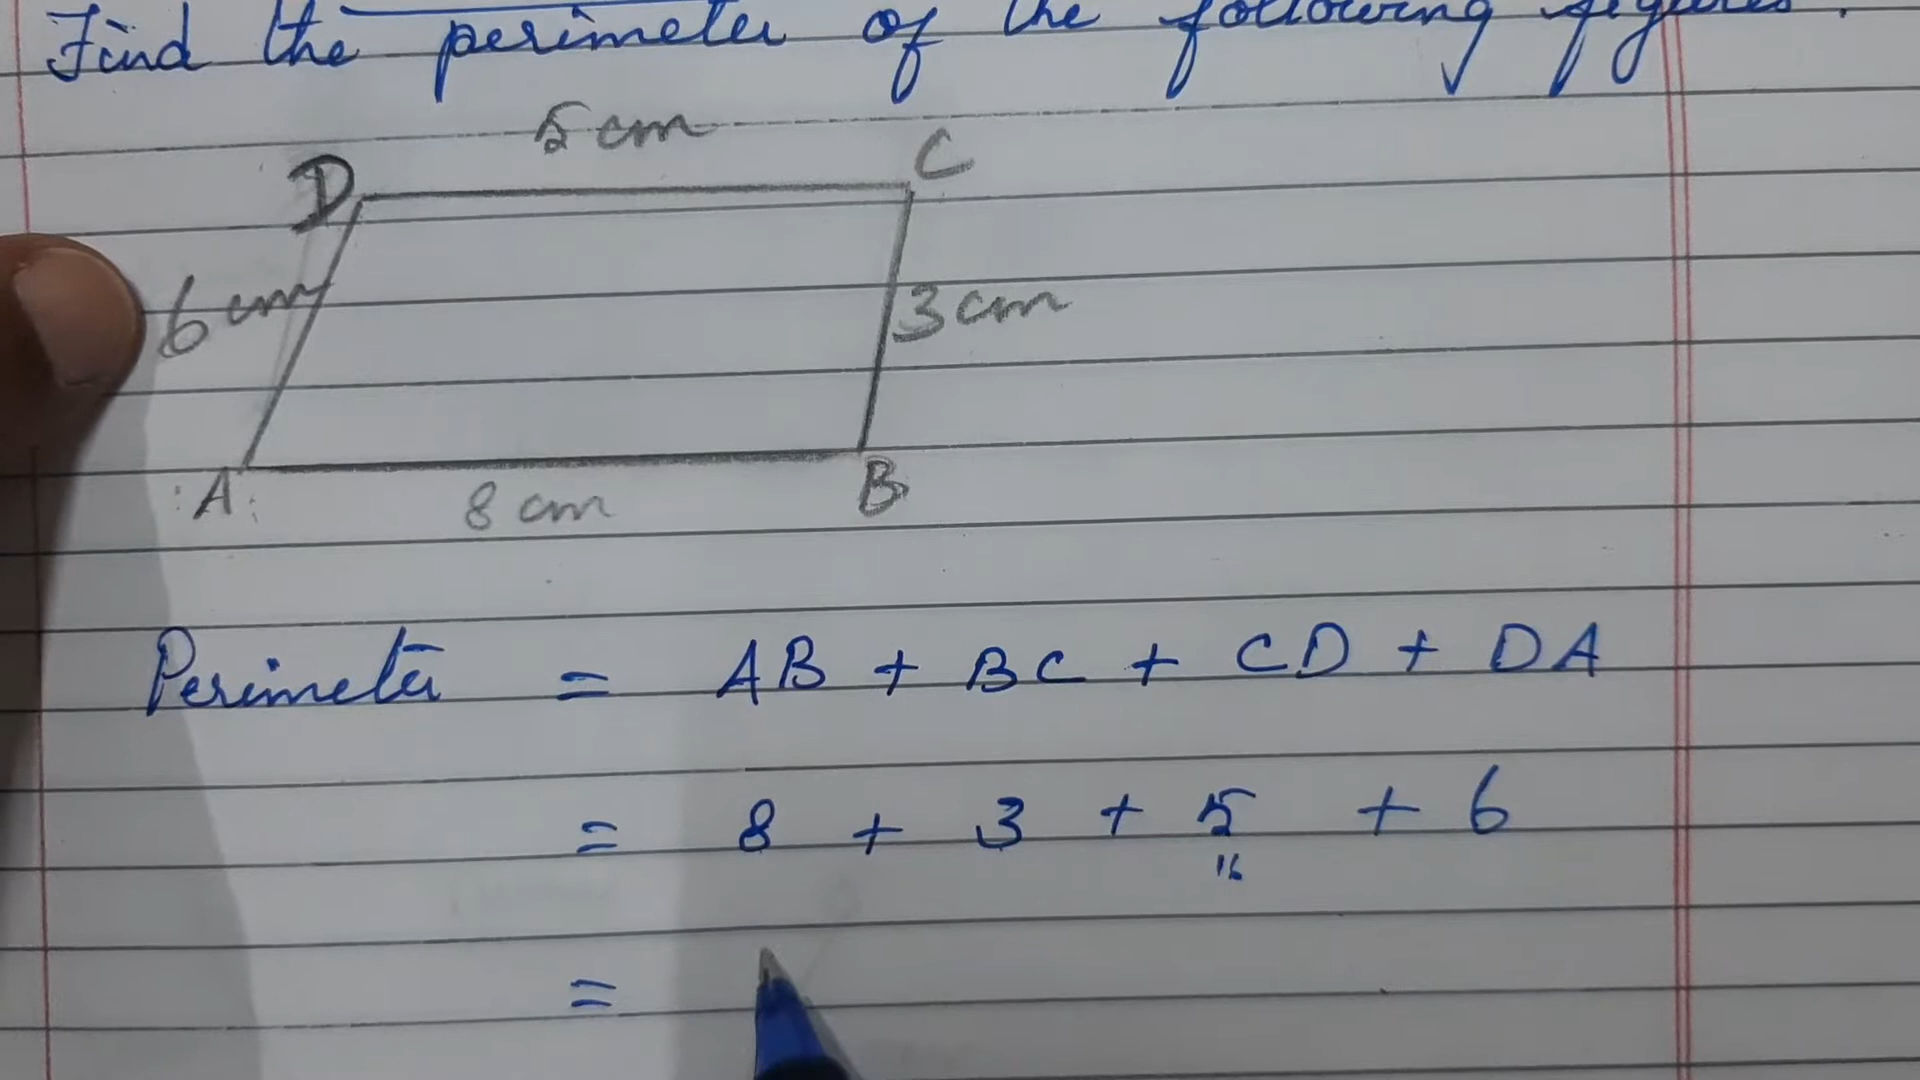 Find the perimeter of the following figures.
5 cm
D
C
6 cm
3 cm
A
B
8 cm
Perimeter = AB + BC + CD + DA
= 8 + 3 + 5 + 6
16
=